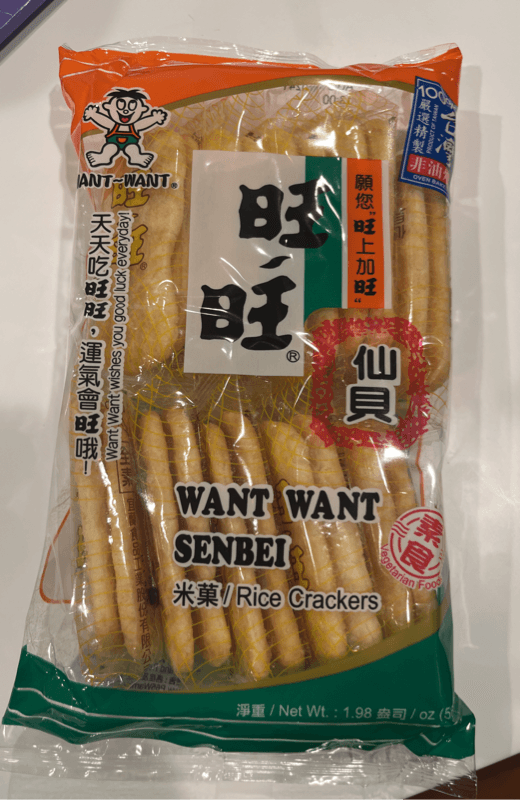 100%
台灣
嚴選精製
非油炸
OVEN BAKED
WANT~WANT®
願您"旺上加旺"
旺-旺®
仙貝
天天吃旺旺,運氣會旺哦!
Want Want wishes you good luck everyday!
WANT WANT
SENBEI
米菓 / Rice Crackers
素食
Vegetarian Food
淨重 / Net Wt. : 1.98 盎司 / oz